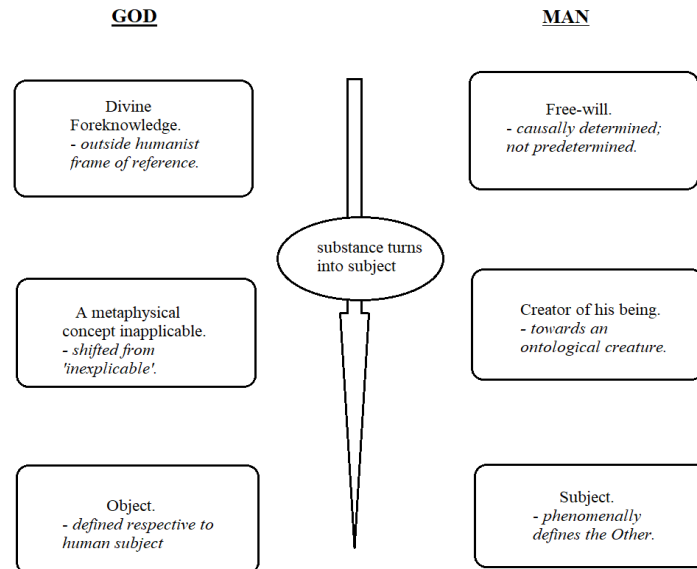 GOD
MAN
Divine
Foreknowledge.
- outside humanist
frame of reference.
Free-will.
- causally determined;
not predetermined.
substance turns
into subject
A metaphysical
concept inapplicable.
- shifted from
'inexplicable'.
Creator of his being.
- towards an
ontological creature.
Object.
- defined respective to
human subject
Subject.
- phenomenally
defines the Other.